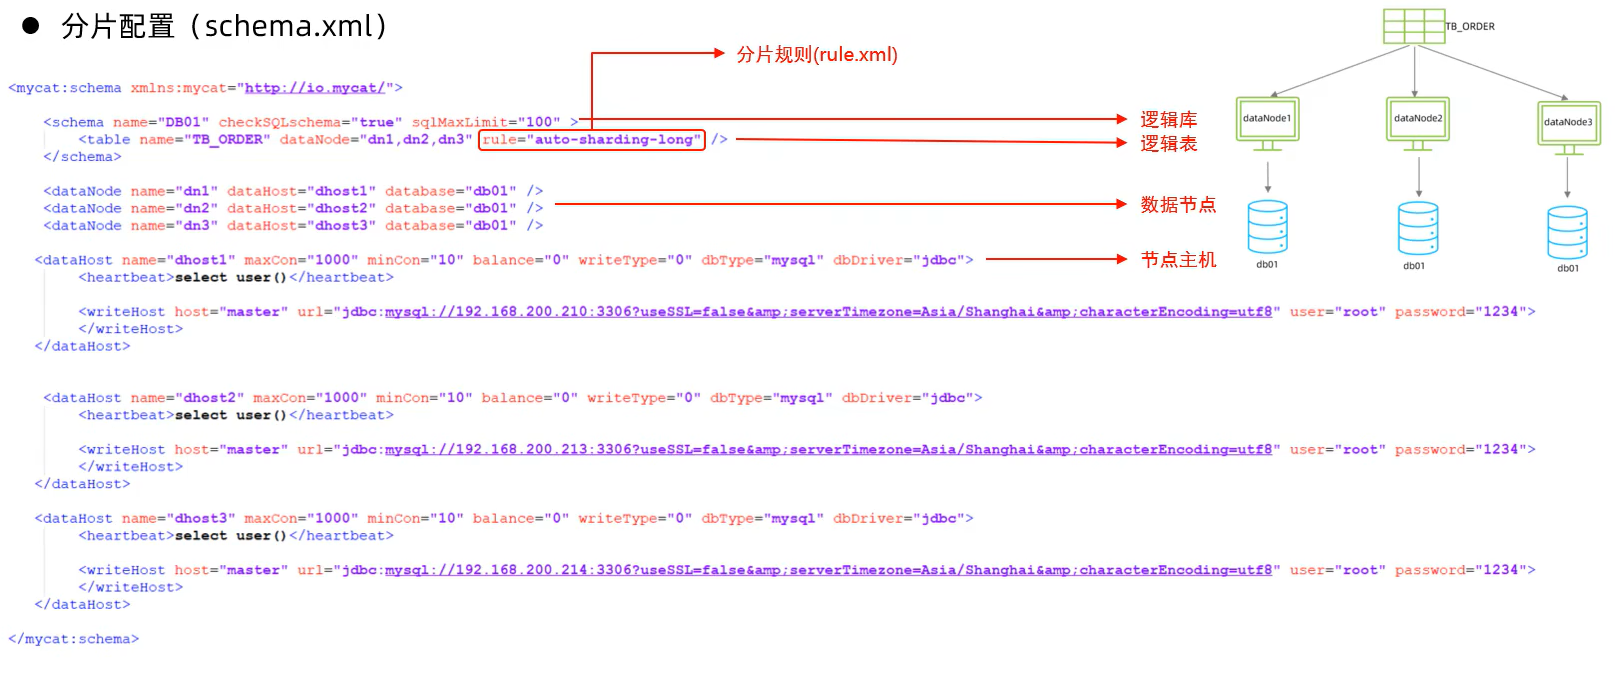 ● 分片配置（schema.xml）
分片规则(rule.xml)
<mycat:schema xmlns:mycat="http://io.mycat/">
<schema name="DB01" checkSQLschema="true" sqlMaxLimit="100" >
逻辑库
<table name="TB_ORDER" dataNode="dn1,dn2,dn3" rule="auto-sharding-long" />
逻辑表
</schema>
<dataNode name="dn1" dataHost="dhost1" database="db01" />
<dataNode name="dn2" dataHost="dhost2" database="db01" />
数据节点
<dataNode name="dn3" dataHost="dhost3" database="db01" />
<dataHost name="dhost1" maxCon="1000" minCon="10" balance="0" writeType="0" dbType="mysql" dbDriver="jdbc">
节点主机
<heartbeat>select user()</heartbeat>
<writeHost host="master" url="jdbc:mysql://192.168.200.210:3306?useSSL=false&amp;serverTimezone=Asia/Shanghai&amp;characterEncoding=utf8" user="root" password="1234">
</writeHost>
</dataHost>
<dataHost name="dhost2" maxCon="1000" minCon="10" balance="0" writeType="0" dbType="mysql" dbDriver="jdbc">
<heartbeat>select user()</heartbeat>
<writeHost host="master" url="jdbc:mysql://192.168.200.213:3306?useSSL=false&amp;serverTimezone=Asia/Shanghai&amp;characterEncoding=utf8" user="root" password="1234">
</writeHost>
</dataHost>
<dataHost name="dhost3" maxCon="1000" minCon="10" balance="0" writeType="0" dbType="mysql" dbDriver="jdbc">
<heartbeat>select user()</heartbeat>
<writeHost host="master" url="jdbc:mysql://192.168.200.214:3306?useSSL=false&amp;serverTimezone=Asia/Shanghai&amp;characterEncoding=utf8" user="root" password="1234">
</writeHost>
</dataHost>
</mycat:schema>
TB_ORDER
dataNode1
dataNode2
dataNode3
db01
db01
db01